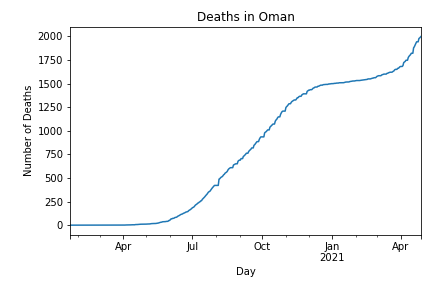 Deaths in Oman
Number of Deaths
2000
1750
1500
1250
1000
750
500
250
0
Apr
Jul
Oct
Jan
2021
Apr
Day